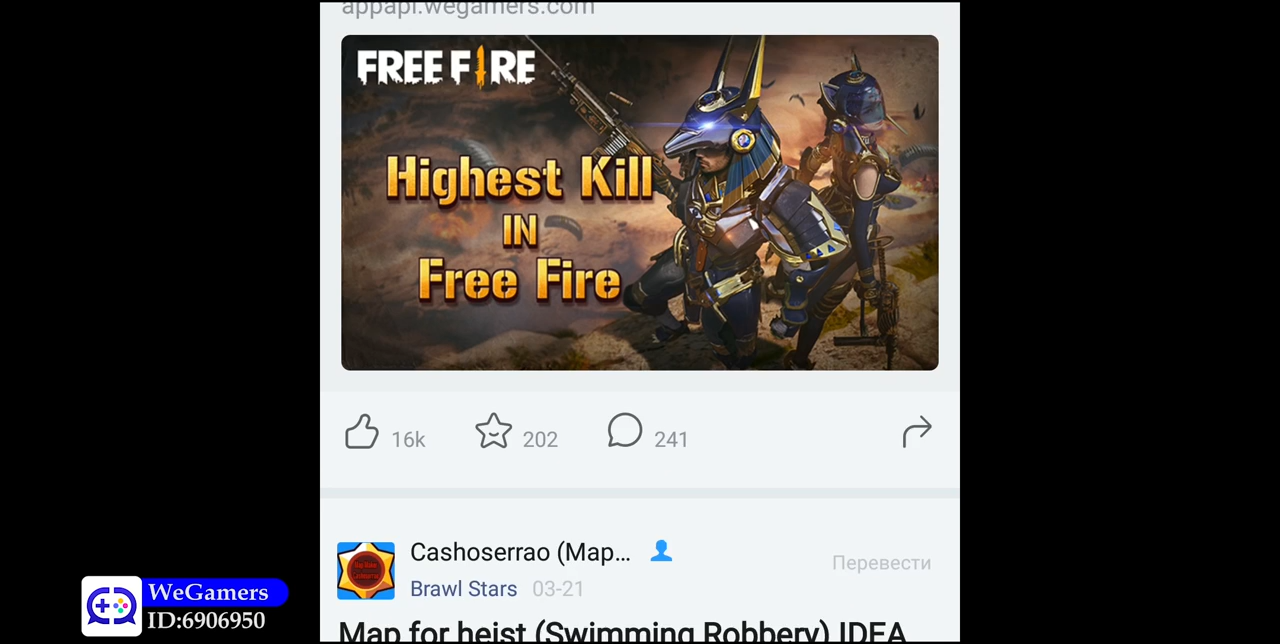 appapi.wegamers.com
FREE FIRE
Highest Kill
IN
Free Fire
16k
202
241
Cashoserrao (Map...
Перевести
Brawl Stars 03-21
WeGamers
ID:6906950
Map for heist (Swimming Robbery) IDEA